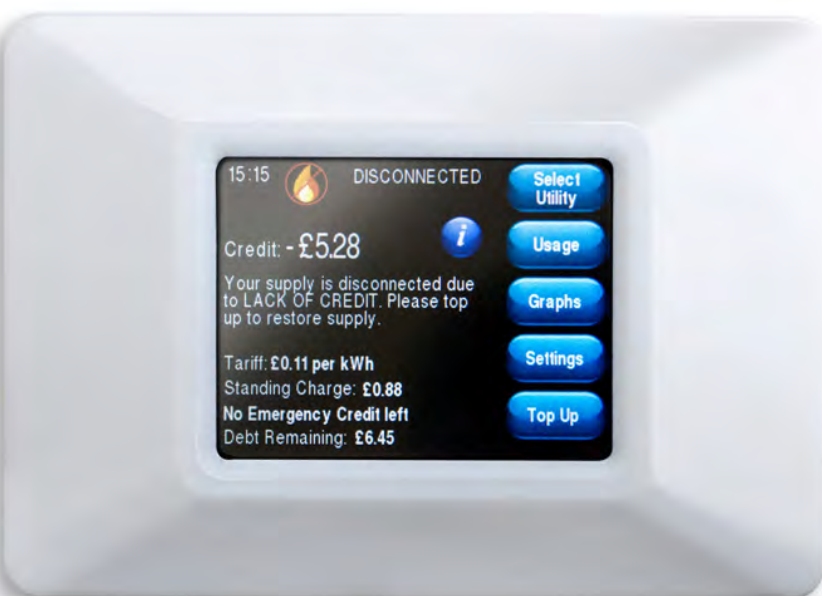 15:15 DISCONNECTED
Select
Utility
Credit: -£5.28
i
Usage
Your supply is disconnected due
to LACK OF CREDIT. Please top
up to restore supply.
Graphs
Tariff: £0.11 per kWh
Settings
Standing Charge: £0.88
No Emergency Credit left
Top Up
Debt Remaining: £6.45